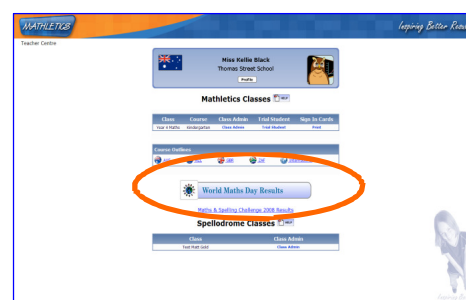 MATHLETICS
Inspiring Better Resu
Teacher Centre
Miss Kellie Black
Thomas Street School
Profile
Mathletics Classes HELP
Class Course Class Admin Trial Student Sign In Cards
Year 4 Maths Kindergarten Class Admin Trial Student Print
Course Outlines
World Maths Day Results
Maths & Spelling Challenge 2008 Results
Spellodrome Classes HELP
Class Class Admin
Test Matt Gold Class Admin